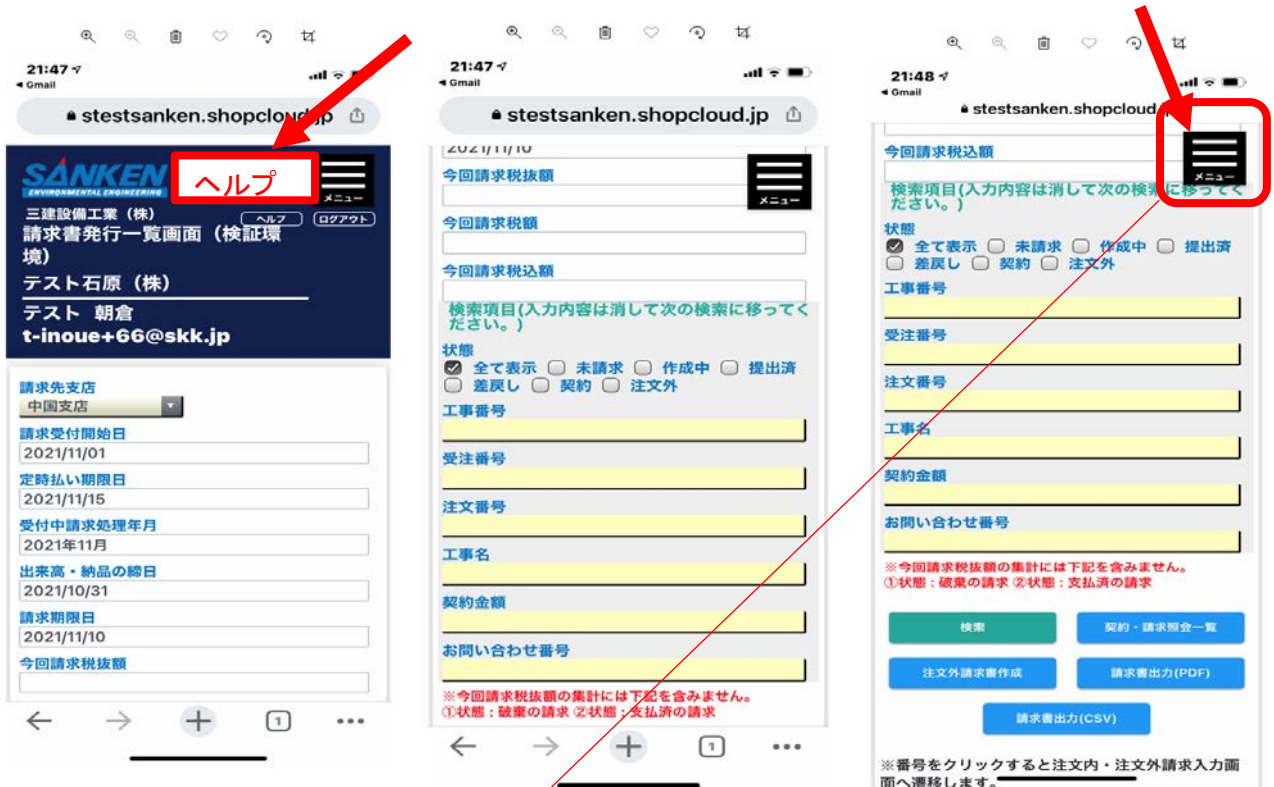 21:47
Gmail
stestsanken.shopcloud.jp
SANKEN
ENVIRONMENTAL ENGINEERING
ヘルプ
メニュー
三建設備工業（株）
ヘルプ
ログアウト
請求書発行一覧画面（検証環
境）
テスト石原（株）
テスト 朝倉
t-inoue+66@skk.jp
請求先支店
中国支店
請求受付開始日
2021/11/01
定時払い期限日
2021/11/15
受付中請求処理年月
2021年11月
出来高・納品の締日
2021/10/31
請求期限日
2021/11/10
今回請求税抜額
1
21:47
Gmail
stestsanken.shopcloud.jp
2021/11/10
今回請求税抜額
メニュー
今回請求税額
今回請求税込額
検索項目(入力内容は消して次の検索に移ってく
ださい。)
状態
全て表示 未請求 作成中 提出済
差戻し 契約 注文外
工事番号
受注番号
注文番号
工事名
契約金額
お問い合わせ番号
※今回請求税抜額の集計には下記を含みません。
①状態：破棄の請求 ②状態：支払済の請求
1
21:48
Gmail
stestsanken.shopcloud.j
今回請求税込額
メニュー
検索項目(入力内容は消して次の検索に移ってく
ださい。)
状態
全て表示 未請求 作成中 提出済
差戻し 契約 注文外
工事番号
受注番号
注文番号
工事名
契約金額
お問い合わせ番号
※今回請求税抜額の集計には下記を含みません。
①状態：破棄の請求 ②状態：支払済の請求
検索
契約・請求照会一覧
注文外請求書作成
請求書出力(PDF)
請求書出力(CSV)
※番号をクリックすると注文内・注文外請求入力画
面へ遷移します。